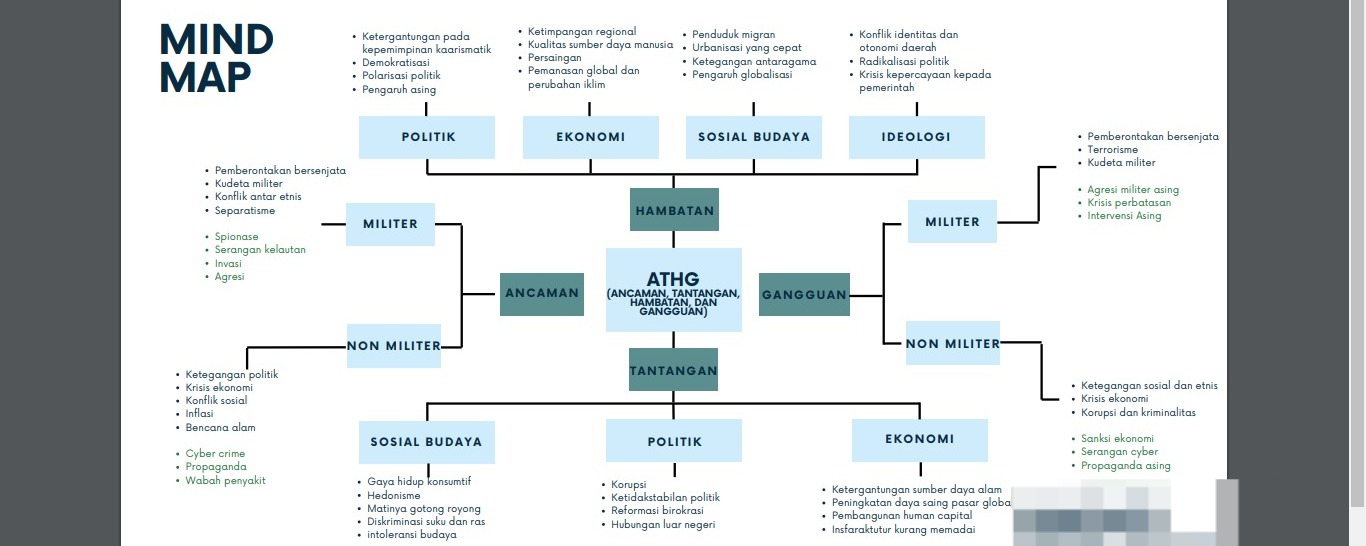 MIND
MAP
Ketergantungan pada
kepemimpinan kaarismatik
Demokratisasi
Polarisasi politik
Pengaruh asing
Ketimpangan regional
Kualitas sumber daya manusia
Persaingan
Pemanasan global dan
perubahan iklim
Penduduk migran
Urbanisasi yang cepat
Ketegangan antaragama
Pengaruh globalisasi
Konflik identitas dan
otonomi daerah
Radikalisasi politik
Krisis kepercayaan kepada
pemerintah
POLITIK
EKONOMI
SOSIAL BUDAYA
IDEOLOGI
HAMBATAN
Pemberontakan bersenjata
Kudeta militer
Konflik antar etnis
Separatisme
Spionase
Serangan kelautan
Invasi
Agresi
MILITER
ANCAMAN
NON MILITER
Ketegangan politik
Krisis ekonomi
Konflik sosial
Inflasi
Bencana alam
Cyber crime
Propaganda
Wabah penyakit
ATHG
(ANCAMAN, TANTANGAN,
HAMBATAN, DAN
GANGGUAN)
GANGGUAN
MILITER
Pemberontakan bersenjata
Terrorisme
Kudeta militer
Agresi militer asing
Krisis perbatasan
Intervensi Asing
NON MILITER
Ketegangan sosial dan etnis
Krisis ekonomi
Korupsi dan kriminalitas
Sanksi ekonomi
Serangan cyber
Propaganda asing
TANTANGAN
SOSIAL BUDAYA
POLITIK
EKONOMI
Gaya hidup konsumtif
Hedonisme
Matinya gotong royong
Diskriminasi suku dan ras
intoleransi budaya
Korupsi
Ketidakstabilan politik
Reformasi birokrasi
Hubungan luar negeri
Ketergantungan sumber daya alam
Peningkatan daya saing pasar globa
Pembangunan human capital
Insfaraktutur kurang memadai